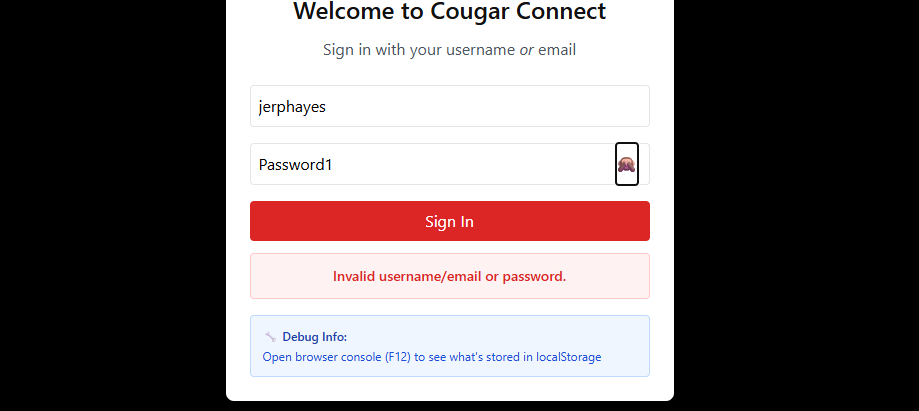 Welcome to Cougar Connect
Sign in with your username or email
jerphayes
Password1
Sign In
Invalid username/email or password.
Debug Info:
Open browser console (F12) to see what's stored in localStorage